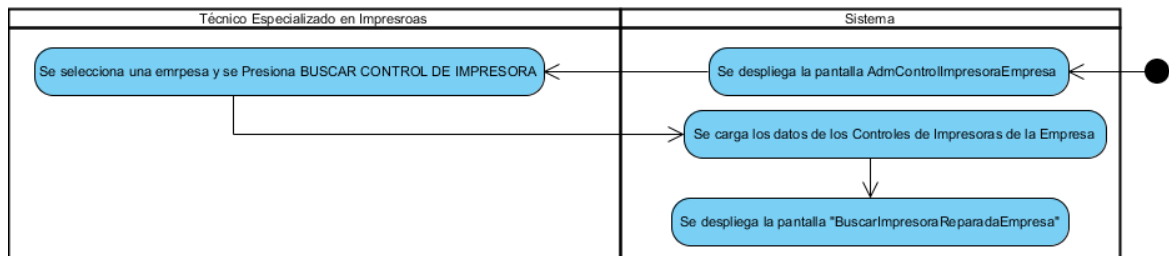 Técnico Especializado en Impresroas
Sistema
Se selecciona una emrpesa y se Presiona BUSCAR CONTROL DE IMPRESORA
Se despliega la pantalla AdmControlImpresoraEmpresa
Se carga los datos de los Controles de Impresoras de la Empresa
Se despliega la pantalla "BuscarImpresoraReparadaEmpresa"